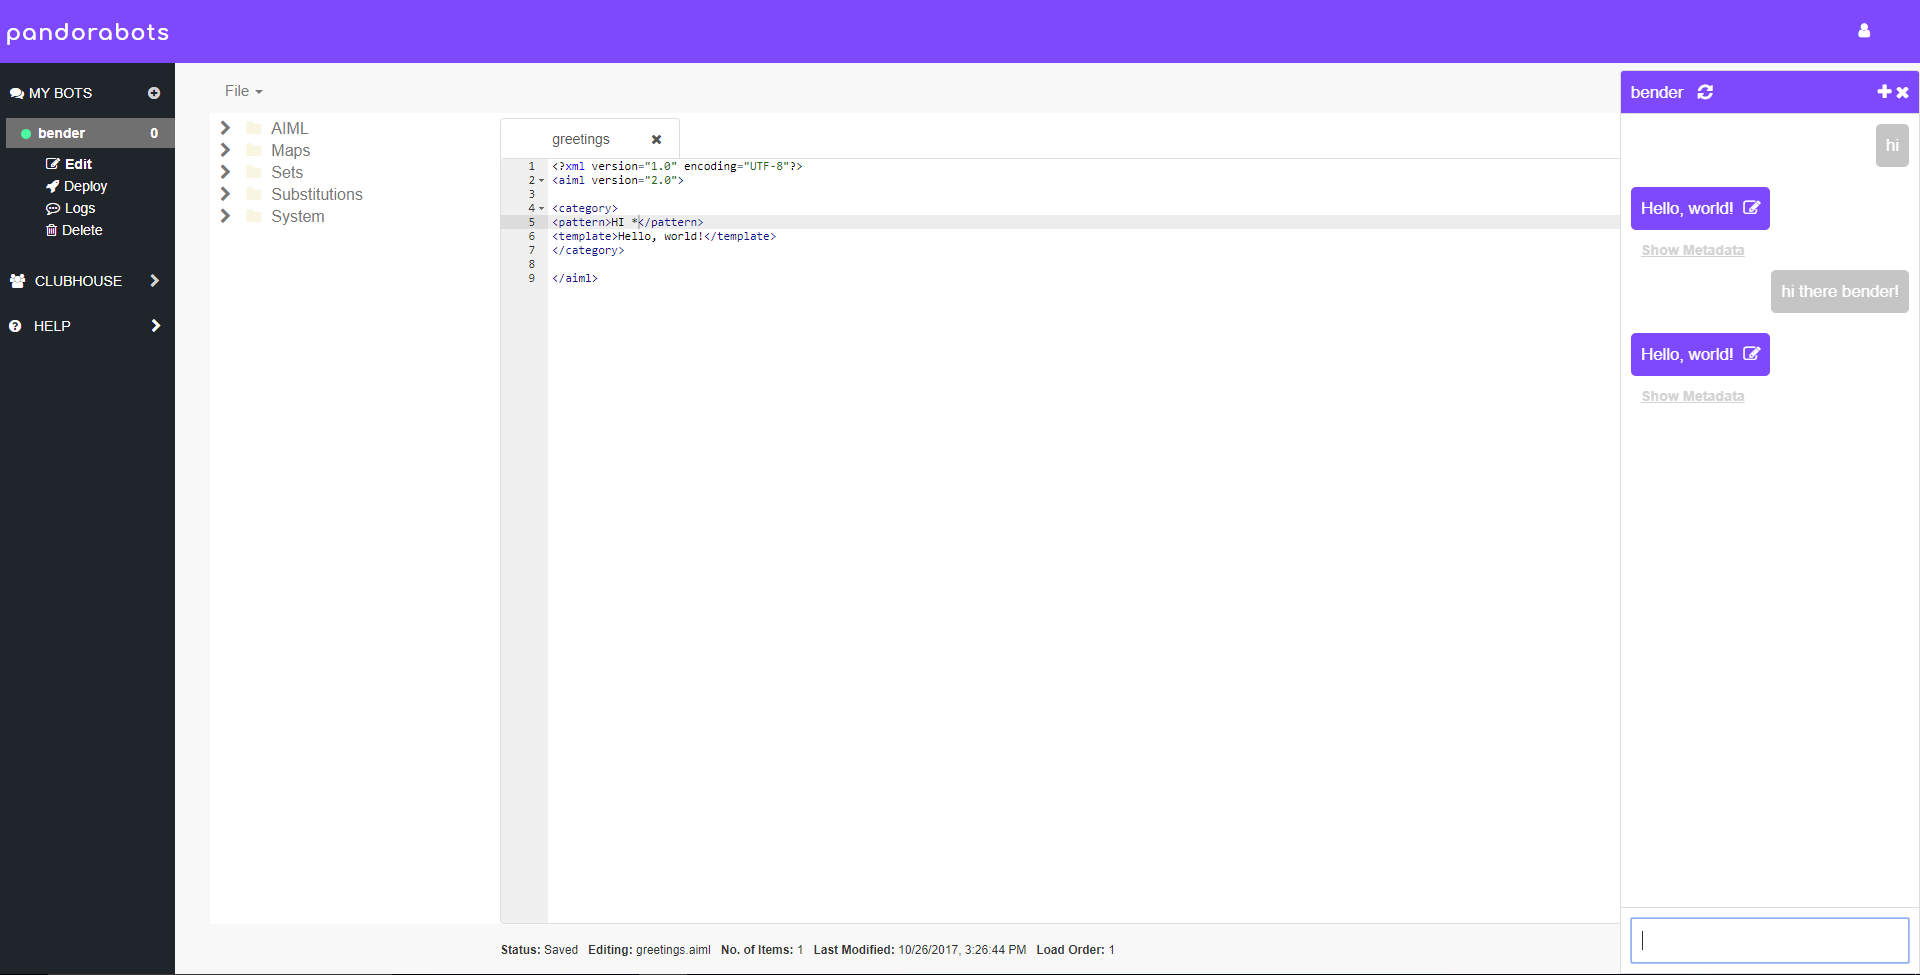 pandorabots
MY BOTS
bender 0
Edit
Deploy
Logs
Delete
CLUBHOUSE
HELP
File
AIML
Maps
Sets
Substitutions
System
greetings
1 <?xml version="1.0" encoding="UTF-8"?>
2 <aiml version="2.0">
3
4 <category>
5 <pattern>HI *</pattern>
6 <template>Hello, world!</template>
7 </category>
8
9 </aiml>
Status: Saved Editing: greetings.aiml No. of Items: 1 Last Modified: 10/26/2017, 3:26:44 PM Load Order: 1
bender
hi
Hello, world!
Show Metadata
hi there bender!
Hello, world!
Show Metadata